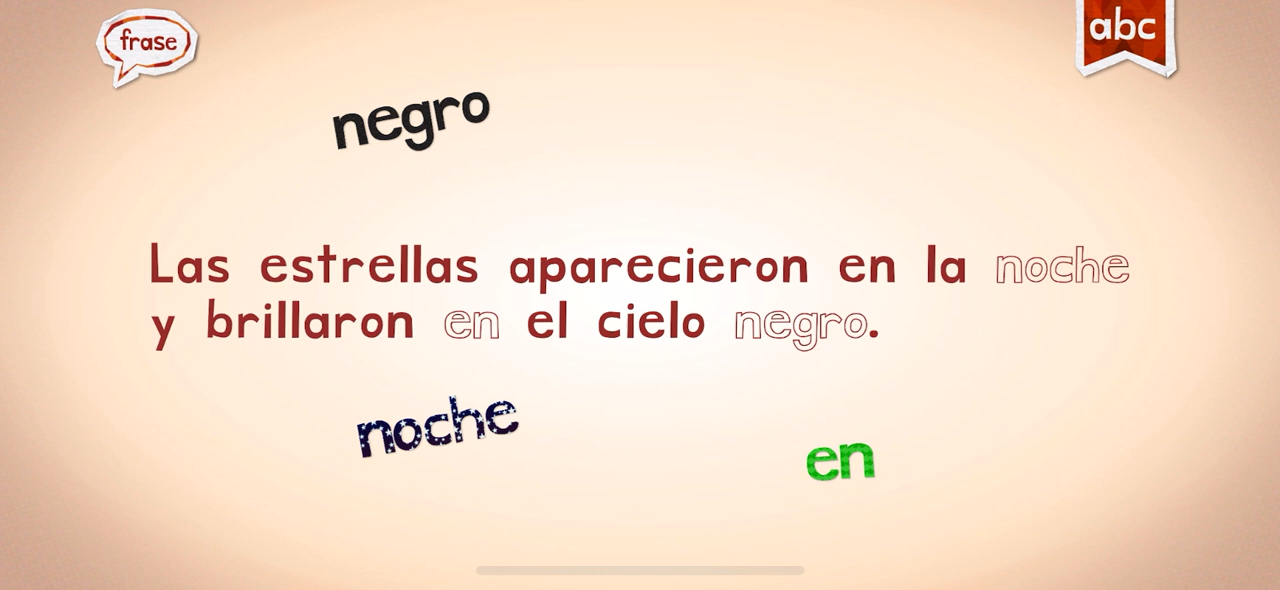 frase
abc
negro
Las estrellas aparecieron en la noche
y brillaron en el cielo negro.
noche
en